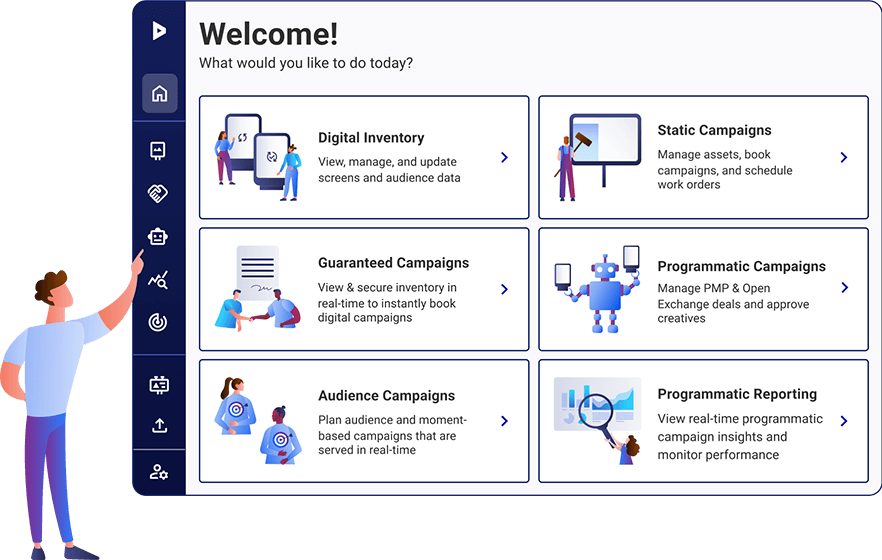 Welcome!
What would you like to do today?
Digital Inventory
View, manage, and update
screens and audience data
Static Campaigns
Manage assets, book
campaigns, and schedule
work orders
Guaranteed Campaigns
View & secure inventory in
real-time to instantly book
digital campaigns
Programmatic Campaigns
Manage PMP & Open
Exchange deals and approve
creatives
Audience Campaigns
Plan audience and moment-
based campaigns that are
served in real-time
Programmatic Reporting
View real-time programmatic
campaign insights and
monitor performance